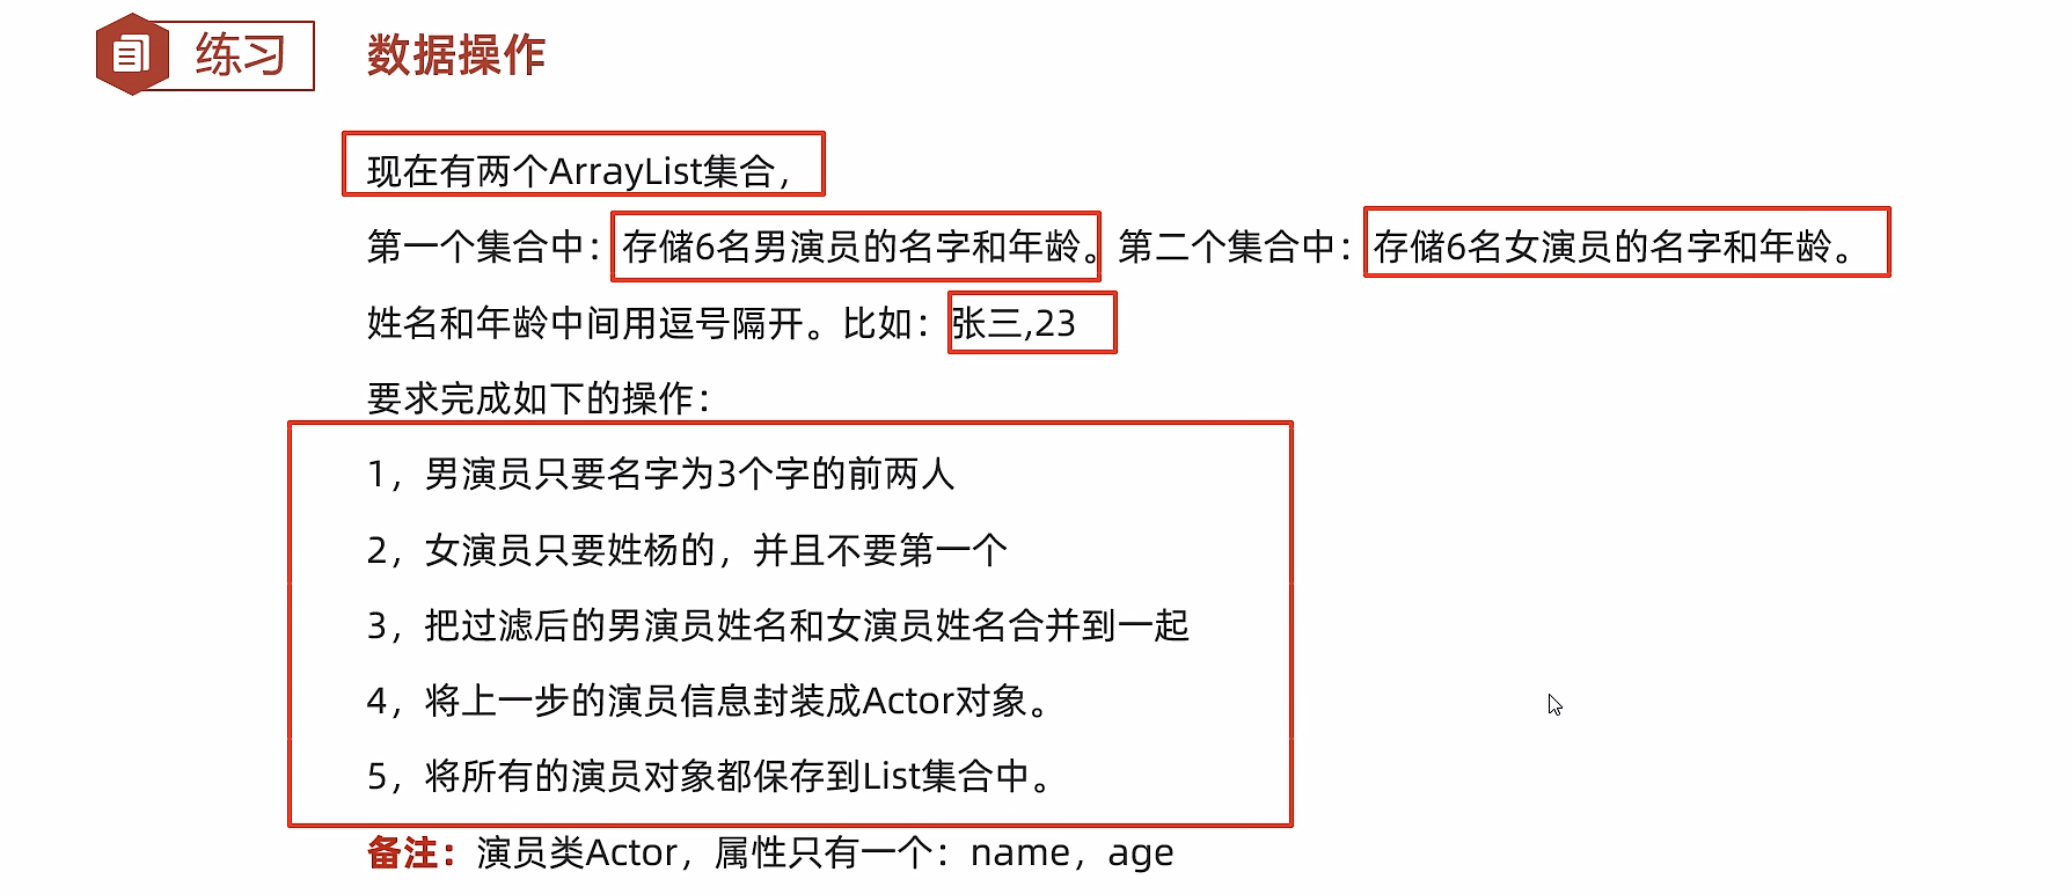 练习 数据操作
现在有两个ArrayList集合，
第一个集合中：存储6名男演员的名字和年龄。第二个集合中：存储6名女演员的名字和年龄。
姓名和年龄中间用逗号隔开。比如：张三,23
要求完成如下的操作：
1，男演员只要名字为3个字的前两人
2，女演员只要姓杨的，并且不要第一个
3，把过滤后的男演员姓名和女演员姓名合并到一起
4，将上一步的演员信息封装成Actor对象。
5，将所有的演员对象都保存到List集合中。
备注：演员类Actor，属性只有一个：name，age